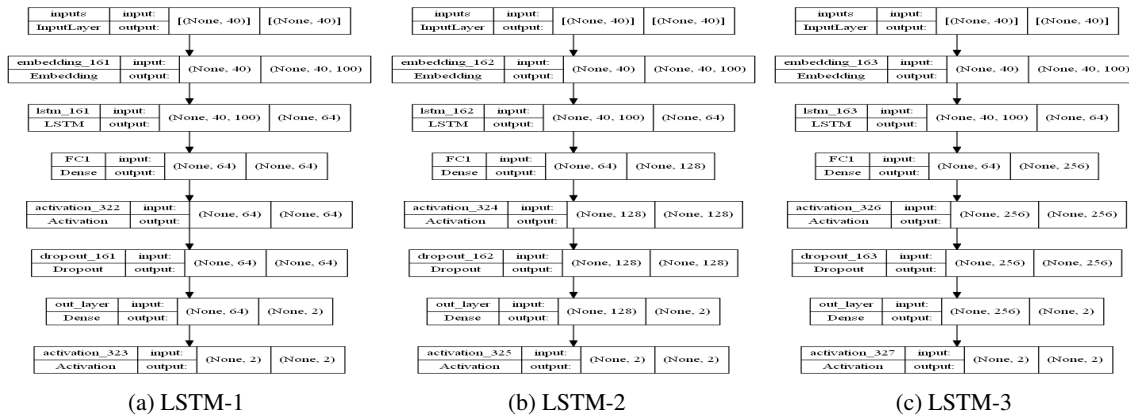 inputs input: [(None, 40)] [(None, 40)]
InputLayer output:
embedding_161 input: (None, 40) (None, 40, 100)
Embedding output:
lstm_161 input: (None, 40, 100) (None, 64)
LSTM output:
FC1 input: (None, 64) (None, 64)
Dense output:
activation_322 input: (None, 64) (None, 64)
Activation output:
dropout_161 input: (None, 64) (None, 64)
Dropout output:
out_layer input: (None, 64) (None, 2)
Dense output:
activation_323 input: (None, 2) (None, 2)
Activation output:
(a) LSTM-1
inputs input: [(None, 40)] [(None, 40)]
InputLayer output:
embedding_162 input: (None, 40) (None, 40, 100)
Embedding output:
lstm_162 input: (None, 40, 100) (None, 64)
LSTM output:
FC1 input: (None, 64) (None, 128)
Dense output:
activation_324 input: (None, 128) (None, 128)
Activation output:
dropout_162 input: (None, 128) (None, 128)
Dropout output:
out_layer input: (None, 128) (None, 2)
Dense output:
activation_325 input: (None, 2) (None, 2)
Activation output:
(b) LSTM-2
inputs input: [(None, 40)] [(None, 40)]
InputLayer output:
embedding_163 input: (None, 40) (None, 40, 100)
Embedding output:
lstm_163 input: (None, 40, 100) (None, 64)
LSTM output:
FC1 input: (None, 64) (None, 256)
Dense output:
activation_326 input: (None, 256) (None, 256)
Activation output:
dropout_163 input: (None, 256) (None, 256)
Dropout output:
out_layer input: (None, 256) (None, 2)
Dense output:
activation_327 input: (None, 2) (None, 2)
Activation output:
(c) LSTM-3